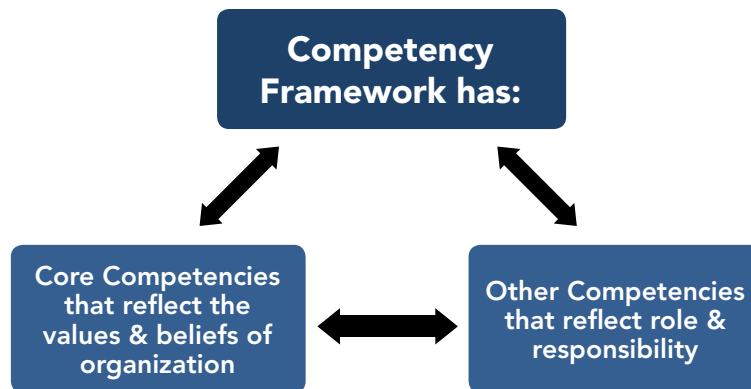 Competency
Framework has:
Core Competencies
that reflect the
values & beliefs of
organization
Other Competencies
that reflect role &
responsibility